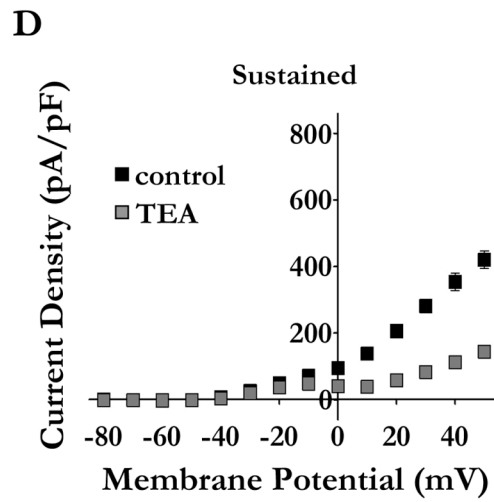 D
Sustained
Current Density (pA/pF)
800
600
400
200
0
control
TEA
-80 -60 -40 -20 0 20 40
Membrane Potential (mV)